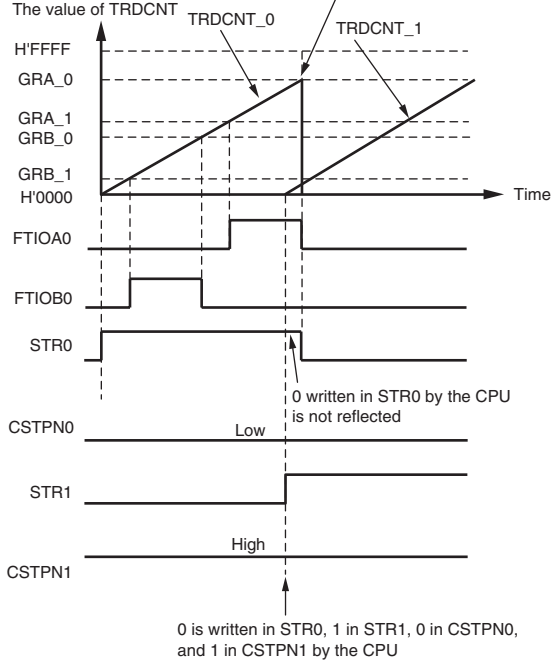 The value of TRDCNT
TRDCNT_0
TRDCNT_1
H'FFFF
GRA_0
GRA_1
GRB_0
GRB_1
H'0000
Time
FTIOA0
FTIOB0
STR0
0 written in STR0 by the CPU
is not reflected
CSTPN0
Low
STR1
High
CSTPN1
0 is written in STR0, 1 in STR1, 0 in CSTPN0,
and 1 in CSTPN1 by the CPU